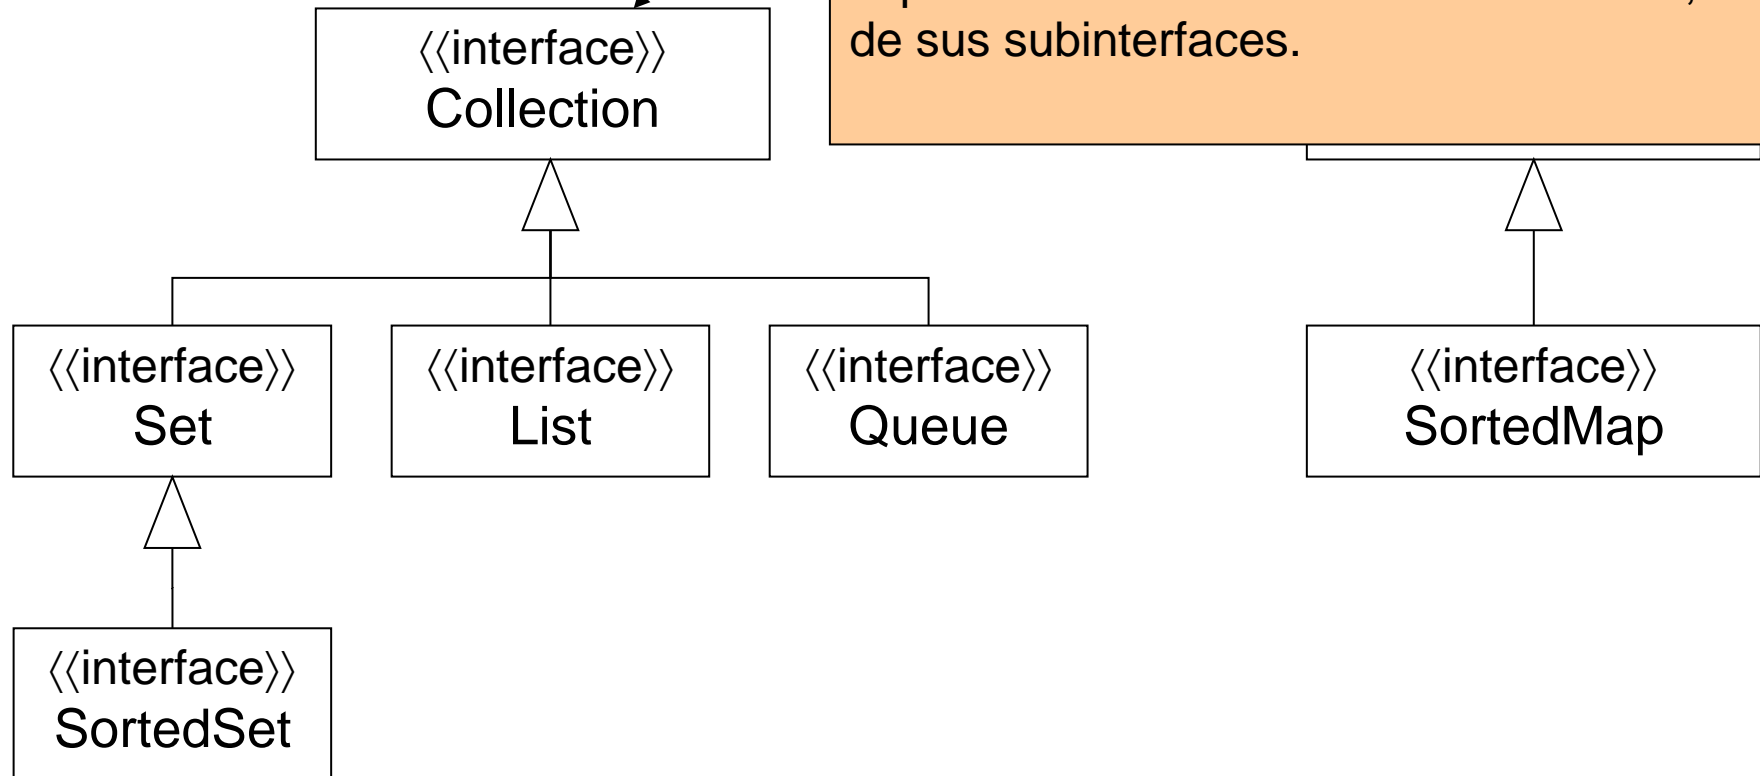 de sus subinterfaces.
⟨⟨interface⟩⟩
Collection
⟨⟨interface⟩⟩
Set
⟨⟨interface⟩⟩
List
⟨⟨interface⟩⟩
Queue
⟨⟨interface⟩⟩
SortedMap
⟨⟨interface⟩⟩
SortedSet